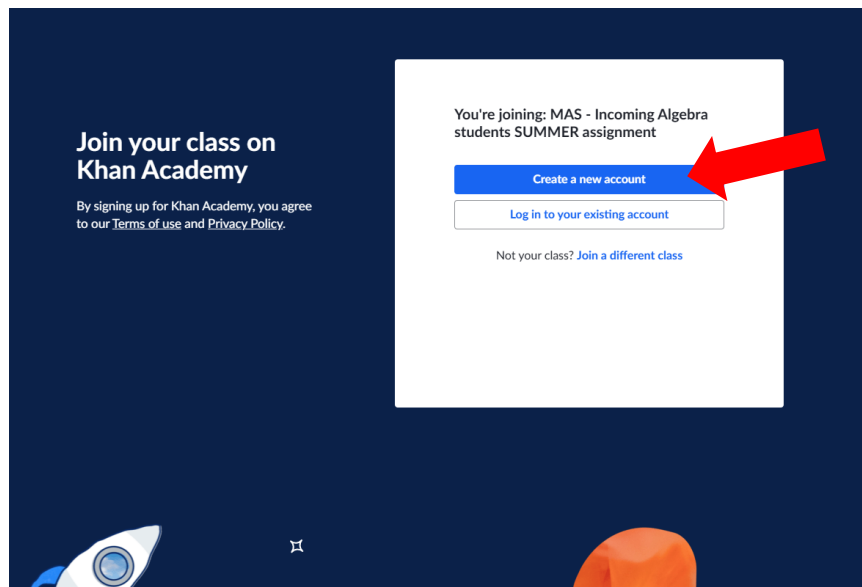 Join your class on
Khan Academy
By signing up for Khan Academy, you agree
to our Terms of use and Privacy Policy.
You're joining: MAS - Incoming Algebra
students SUMMER assignment
Create a new account
Log in to your existing account
Not your class? Join a different class